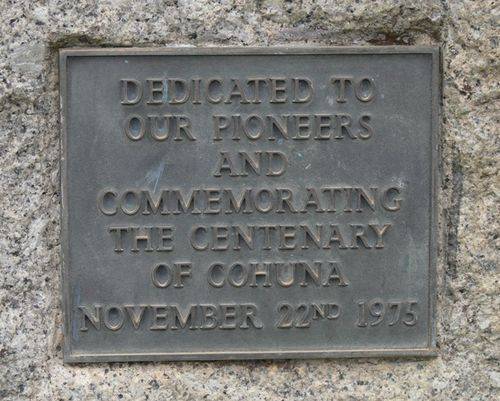 DEDICATED TO
OUR PIONEERS
AND
COMMEMORATING
THE CENTENARY
OF COHUNA
NOVEMBER 22ND 1975